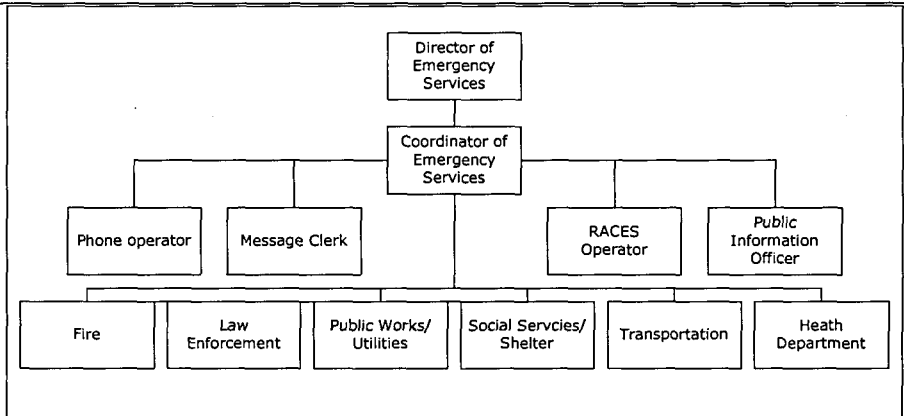 Director of
Emergency
Services
Coordinator of
Emergency
Services
Phone operator
Message Clerk
RACES
Operator
Public
Information
Officer
Fire
Law
Enforcement
Public Works/
Utilities
Social Servcies/
Shelter
Transportation
Heath
Department